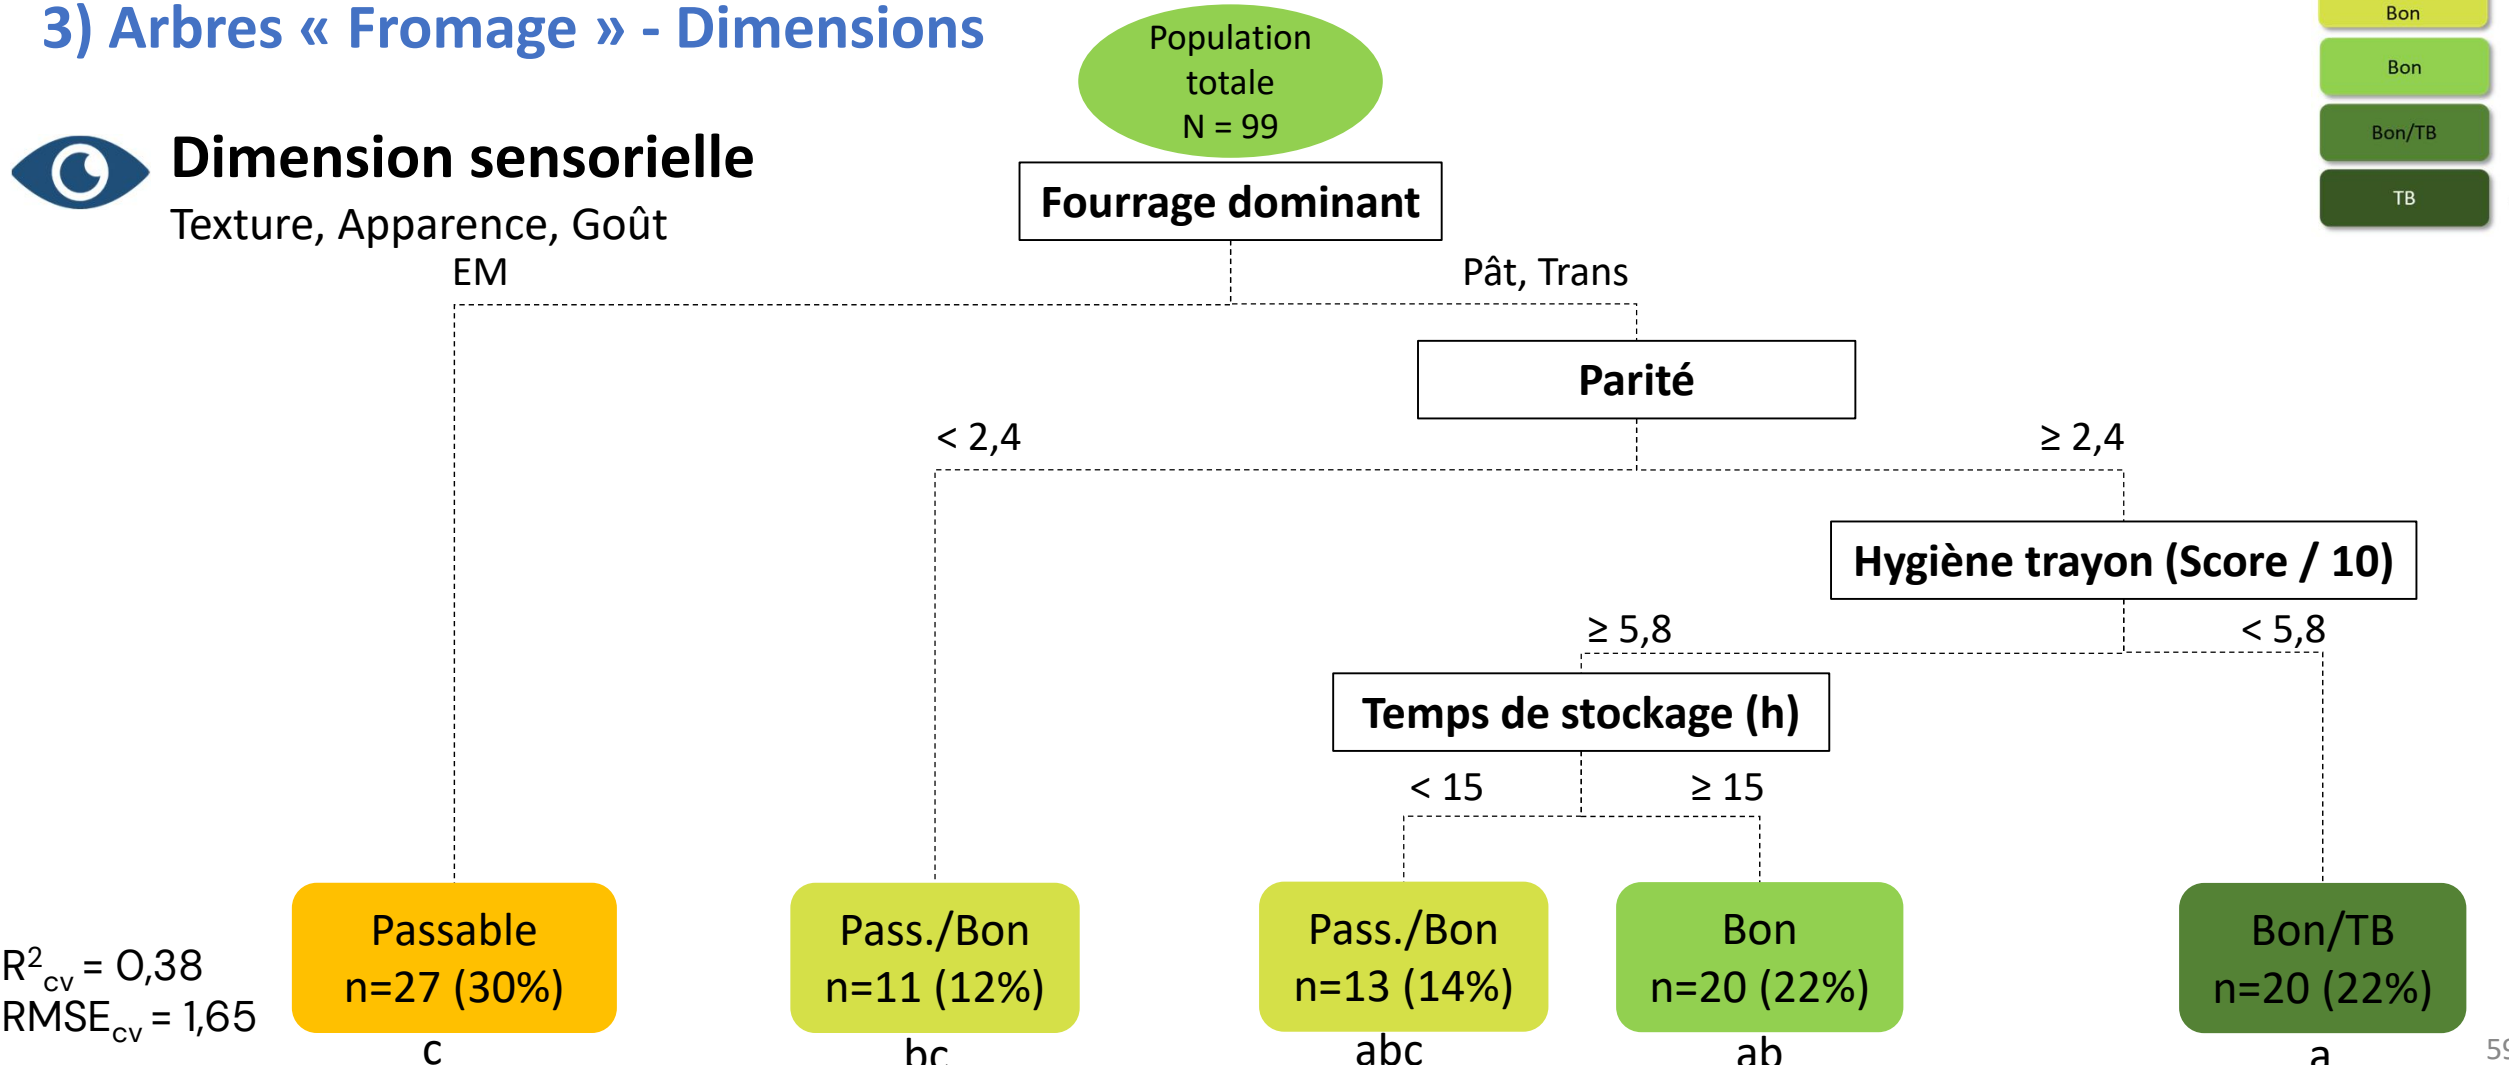 3) Arbres « Fromage » - Dimensions
Population
totale
N = 99
Bon
Bon
Bon/TB
TB
Dimension sensorielle
Texture, Apparence, Goût
Fourrage dominant
EM
Pât, Trans
Parité
< 2,4
≥ 2,4
Hygiène trayon (Score / 10)
≥ 5,8
< 5,8
Temps de stockage (h)
< 15
≥ 15
Passable
n=27 (30%)
c
Pass./Bon
n=11 (12%)
bc
Pass./Bon
n=13 (14%)
abc
Bon
n=20 (22%)
ab
Bon/TB
n=20 (22%)
a
R²cv = 0,38
RMSEcv = 1,65
59